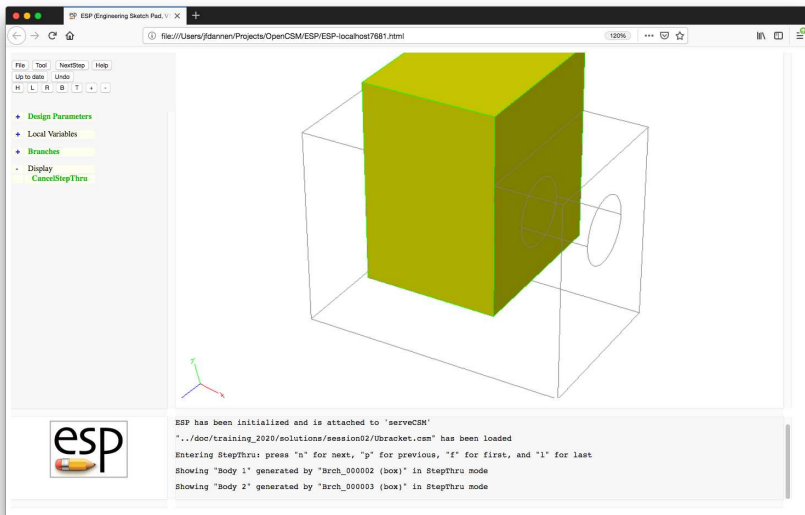 ESP (Engineering Sketch Pad, V1
file:///Users/jfdannen/Projects/OpenCSM/ESP/ESP-localhost7681.html
120%
File Tool NextStep Help
Up to date Undo
H L R B T + -
+ Design Parameters
+ Local Variables
+ Branches
- Display
CancelStepThru
Y
X
esp
ESP has been initialized and is attached to 'serveCSM'
"../doc/training_2020/solutions/session02/Ubracket.csm" has been loaded
Entering StepThru: press "n" for next, "p" for previous, "f" for first, and "l" for last
Showing "Body 1" generated by "Brch_000002 (box)" in StepThru mode
Showing "Body 2" generated by "Brch_000003 (box)" in StepThru mode